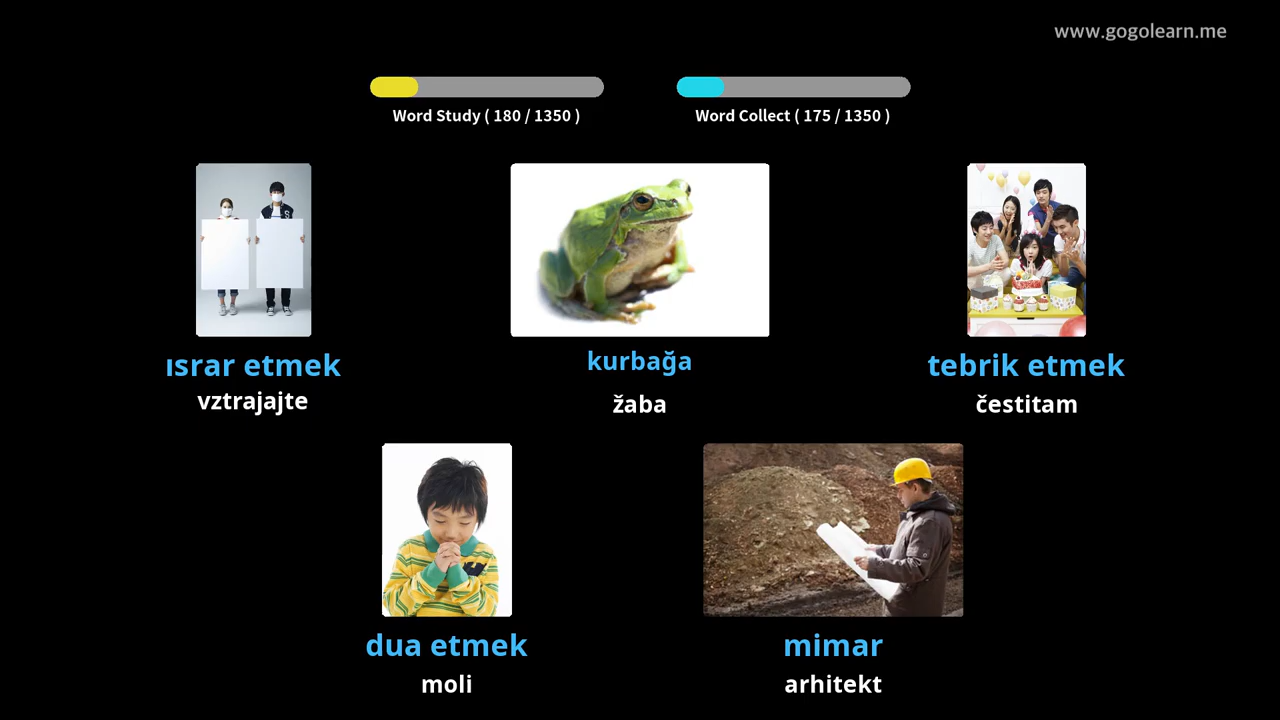 www.gogolearn.me
Word Study ( 180 / 1350 )
Word Collect ( 175 / 1350 )
ısrar etmek
vztrajajte
kurbağa
žaba
tebrik etmek
čestitam
dua etmek
moli
mimar
arhitekt